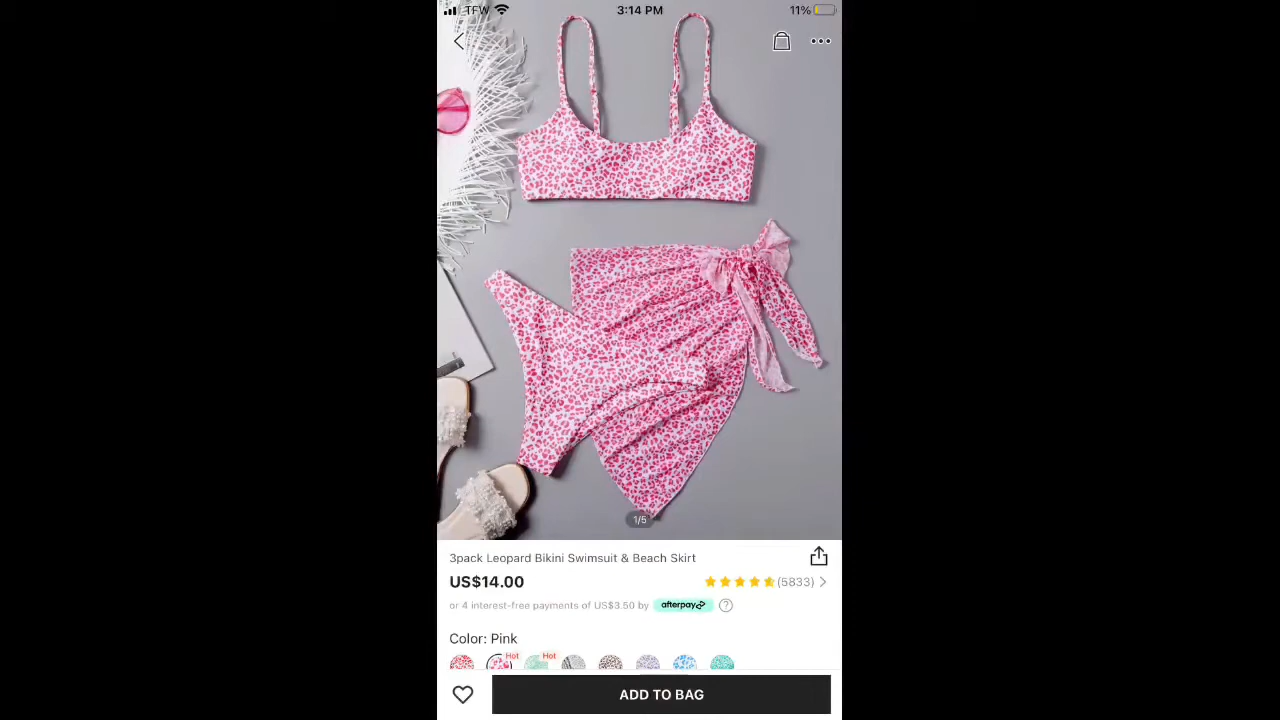 TFW
3:14 PM
11%
1/5
3pack Leopard Bikini Swimsuit & Beach Skirt
US$14.00
(5833)
or 4 interest-free payments of US$3.50 by afterpay ?
Color: Pink
Hot
Hot
ADD TO BAG